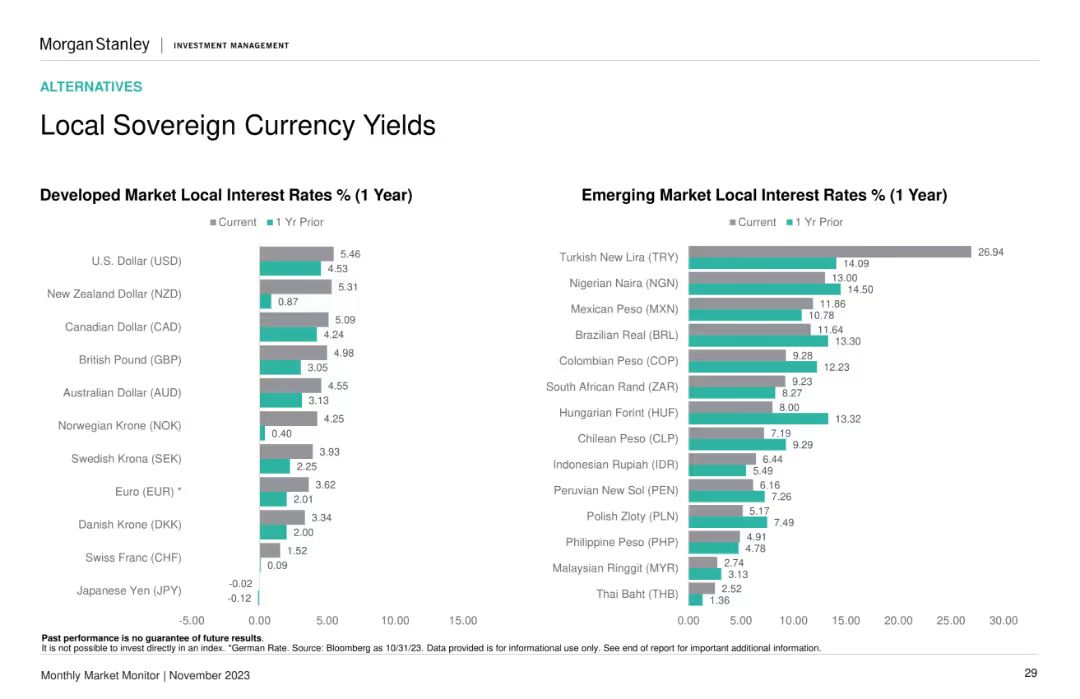 Morgan Stanley | INVESTMENT MANAGEMENT
ALTERNATIVES
Local Sovereign Currency Yields
Developed Market Local Interest Rates % (1 Year)
Current 1 Yr Prior
U.S. Dollar (USD) 5.46
4.53
New Zealand Dollar (NZD) 5.31
0.87
Canadian Dollar (CAD) 5.09
4.24
British Pound (GBP) 4.98
3.05
Australian Dollar (AUD) 4.55
3.13
Norwegian Krone (NOK) 4.25
0.40
Swedish Krona (SEK) 3.93
2.25
Euro (EUR) * 3.62
2.01
Danish Krone (DKK) 3.34
2.00
Swiss Franc (CHF) 1.52
0.09
Japanese Yen (JPY) -0.02
-0.12
-5.00 0.00 5.00 10.00 15.00
Emerging Market Local Interest Rates % (1 Year)
Current 1 Yr Prior
Turkish New Lira (TRY) 26.94
14.09
Nigerian Naira (NGN) 13.00
14.50
Mexican Peso (MXN) 11.86
10.78
Brazilian Real (BRL) 11.64
13.30
Colombian Peso (COP) 9.28
12.23
South African Rand (ZAR) 9.23
8.27
Hungarian Forint (HUF) 8.00
13.32
Chilean Peso (CLP) 7.19
9.29
Indonesian Rupiah (IDR) 6.44
5.49
Peruvian New Sol (PEN) 6.16
7.26
Polish Zloty (PLN) 5.17
7.49
Philippine Peso (PHP) 4.91
4.78
Malaysian Ringgit (MYR) 2.74
3.13
Thai Baht (THB) 2.52
1.36
0.00 5.00 10.00 15.00 20.00 25.00 30.00
Past performance is no guarantee of future results.
It is not possible to invest directly in an index. *German Rate. Source: Bloomberg as 10/31/23. Data provided is for informational use only. See end of report for important additional information.
Monthly Market Monitor | November 2023
29